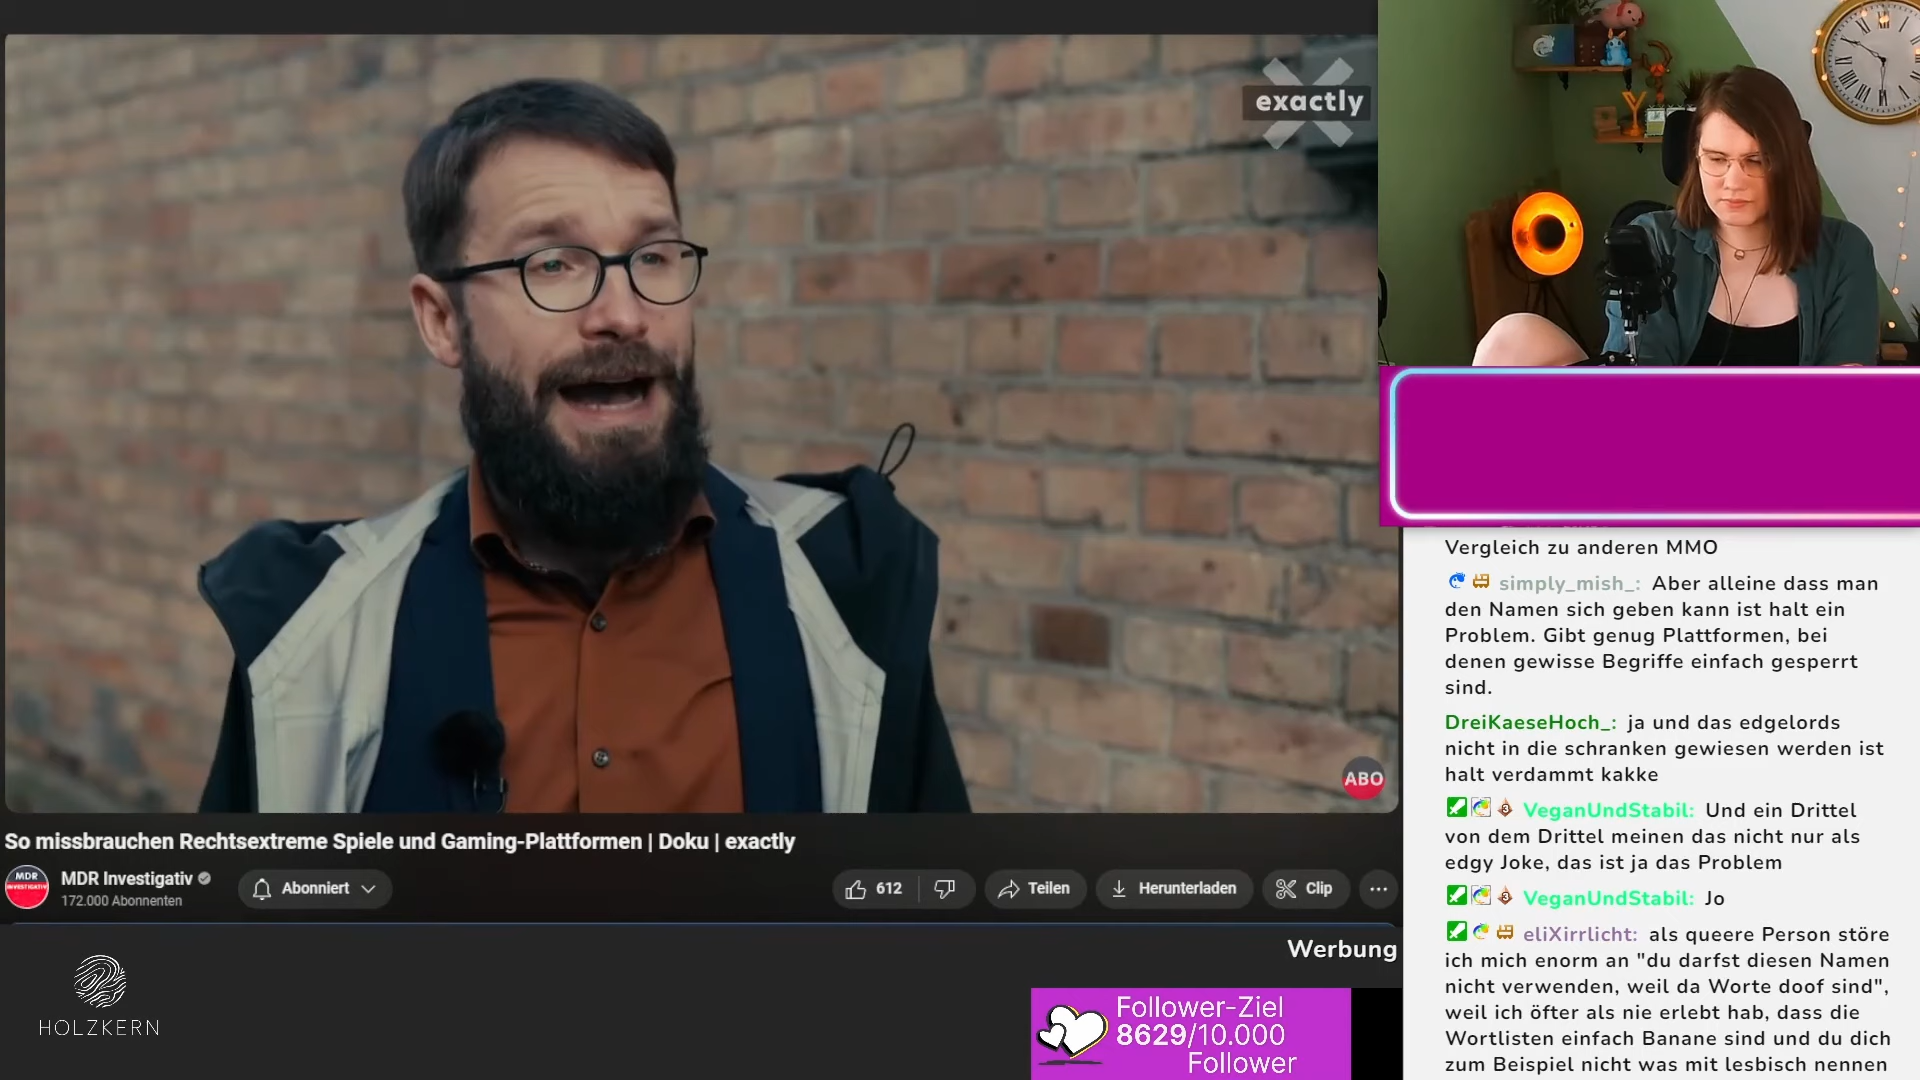 exactly
ABO
So missbrauchen Rechtsextreme Spiele und Gaming-Plattformen | Doku | exactly
MDR
INVESTIGATIV
MDR Investigativ
172.000 Abonnenten
Abonniert
612
Teilen
Herunterladen
Clip
Werbung
HOLZKERN
Follower-Ziel
8629/10.000
Follower
Vergleich zu anderen MMO
simply_mish_: Aber alleine dass man
den Namen sich geben kann ist halt ein
Problem. Gibt genug Plattformen, bei
denen gewisse Begriffe einfach gesperrt
sind.
DreiKaeseHoch_: ja und das edgelords
nicht in die schranken gewiesen werden ist
halt verdammt kakke
VeganUndStabil: Und ein Drittel
von dem Drittel meinen das nicht nur als
edgy Joke, das ist ja das Problem
VeganUndStabil: Jo
eliXirrlicht: als queere Person störe
ich mich enorm an "du darfst diesen Namen
nicht verwenden, weil da Worte doof sind",
weil ich öfter als nie erlebt hab, dass die
Wortlisten einfach Banane sind und du dich
zum Beispiel nicht was mit lesbisch nennen